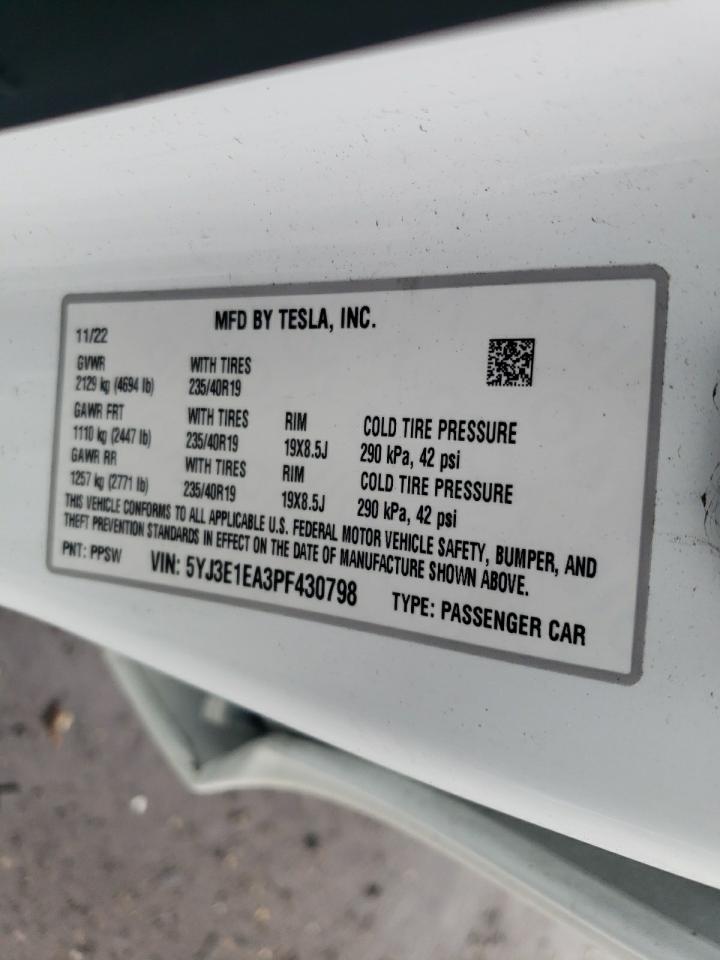 MFD BY TESLA, INC.
11/22
GVWR WITH TIRES
2129 kg (4694 lb) 235/40R19
GAWR FRT WITH TIRES RIM COLD TIRE PRESSURE
1110 kg (2447 lb) 235/40R19 19X8.5J 290 kPa, 42 psi
GAWR RR WITH TIRES RIM COLD TIRE PRESSURE
1257 kg (2771 lb) 235/40R19 19X8.5J 290 kPa, 42 psi
THIS VEHICLE CONFORMS TO ALL APPLICABLE U.S. FEDERAL MOTOR VEHICLE SAFETY, BUMPER, AND
THEFT PREVENTION STANDARDS IN EFFECT ON THE DATE OF MANUFACTURE SHOWN ABOVE.
PNT: PPSW VIN: 5YJ3E1EA3PF430798 TYPE: PASSENGER CAR